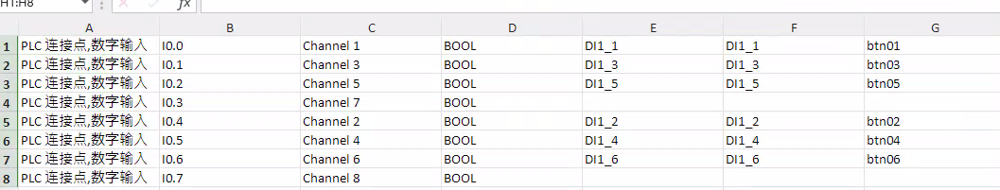 H1:H8 fx
A B C D E F G
1 PLC 连接点,数字输入 I0.0 Channel 1 BOOL DI1_1 DI1_1 btn01
2 PLC 连接点,数字输入 I0.1 Channel 3 BOOL DI1_3 DI1_3 btn03
3 PLC 连接点,数字输入 I0.2 Channel 5 BOOL DI1_5 DI1_5 btn05
4 PLC 连接点,数字输入 I0.3 Channel 7 BOOL
5 PLC 连接点,数字输入 I0.4 Channel 2 BOOL DI1_2 DI1_2 btn02
6 PLC 连接点,数字输入 I0.5 Channel 4 BOOL DI1_4 DI1_4 btn04
7 PLC 连接点,数字输入 I0.6 Channel 6 BOOL DI1_6 DI1_6 btn06
8 PLC 连接点,数字输入 I0.7 Channel 8 BOOL